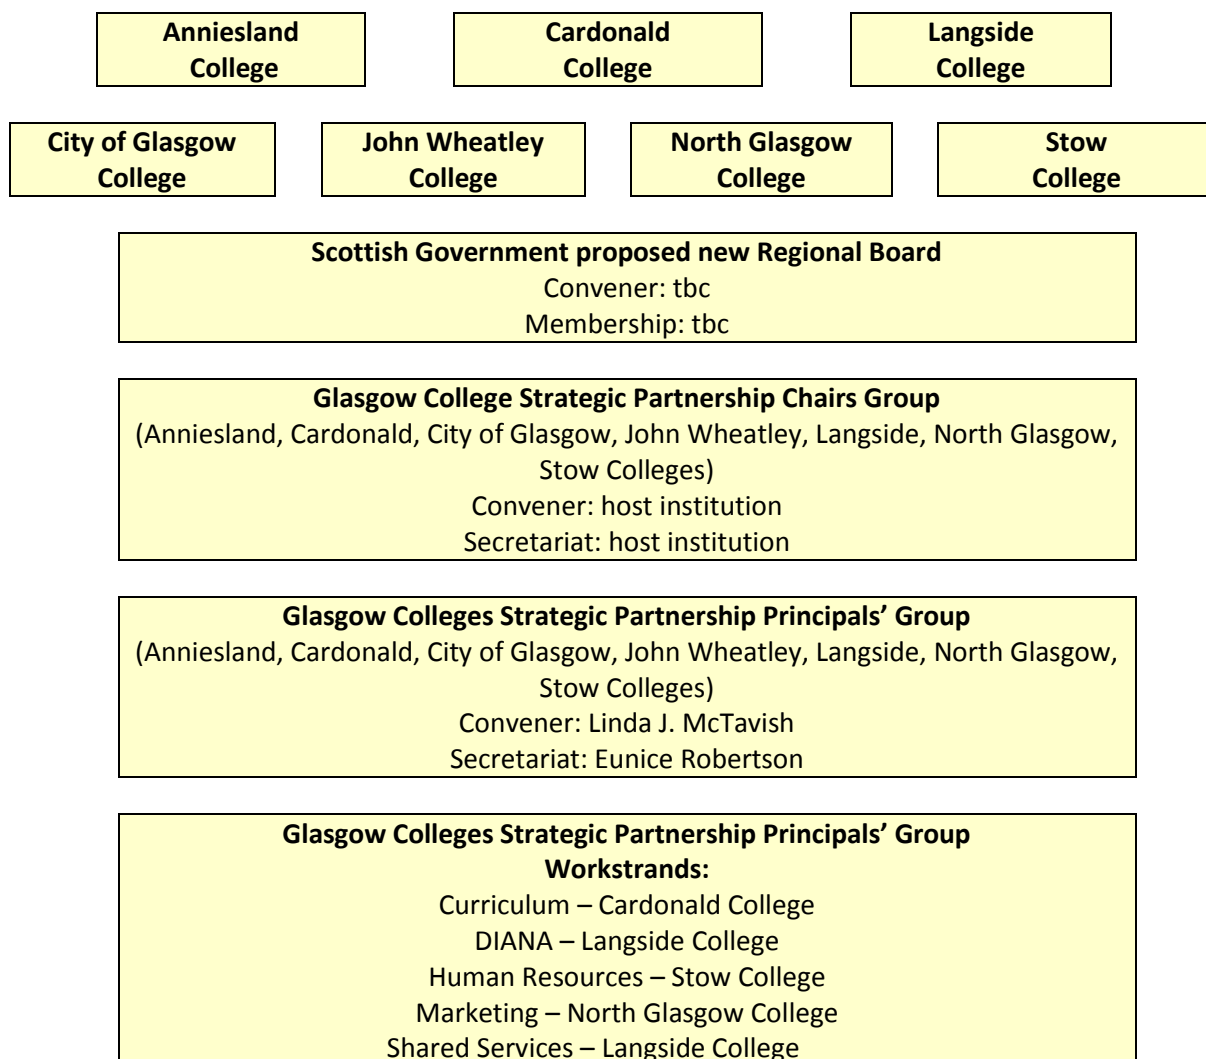 Anniesland
College
Cardonald
College
Langside
College
City of Glasgow
College
John Wheatley
College
North Glasgow
College
Stow
College
Scottish Government proposed new Regional Board
Convener: tbc
Membership: tbc
Glasgow College Strategic Partnership Chairs Group
(Anniesland, Cardonald, City of Glasgow, John Wheatley, Langside, North Glasgow,
Stow Colleges)
Convener: host institution
Secretariat: host institution
Glasgow Colleges Strategic Partnership Principals’ Group
(Anniesland, Cardonald, City of Glasgow, John Wheatley, Langside, North Glasgow,
Stow Colleges)
Convener: Linda J. McTavish
Secretariat: Eunice Robertson
Glasgow Colleges Strategic Partnership Principals’ Group
Workstrands:
Curriculum – Cardonald College
DIANA – Langside College
Human Resources – Stow College
Marketing – North Glasgow College
Shared Services – Langside College